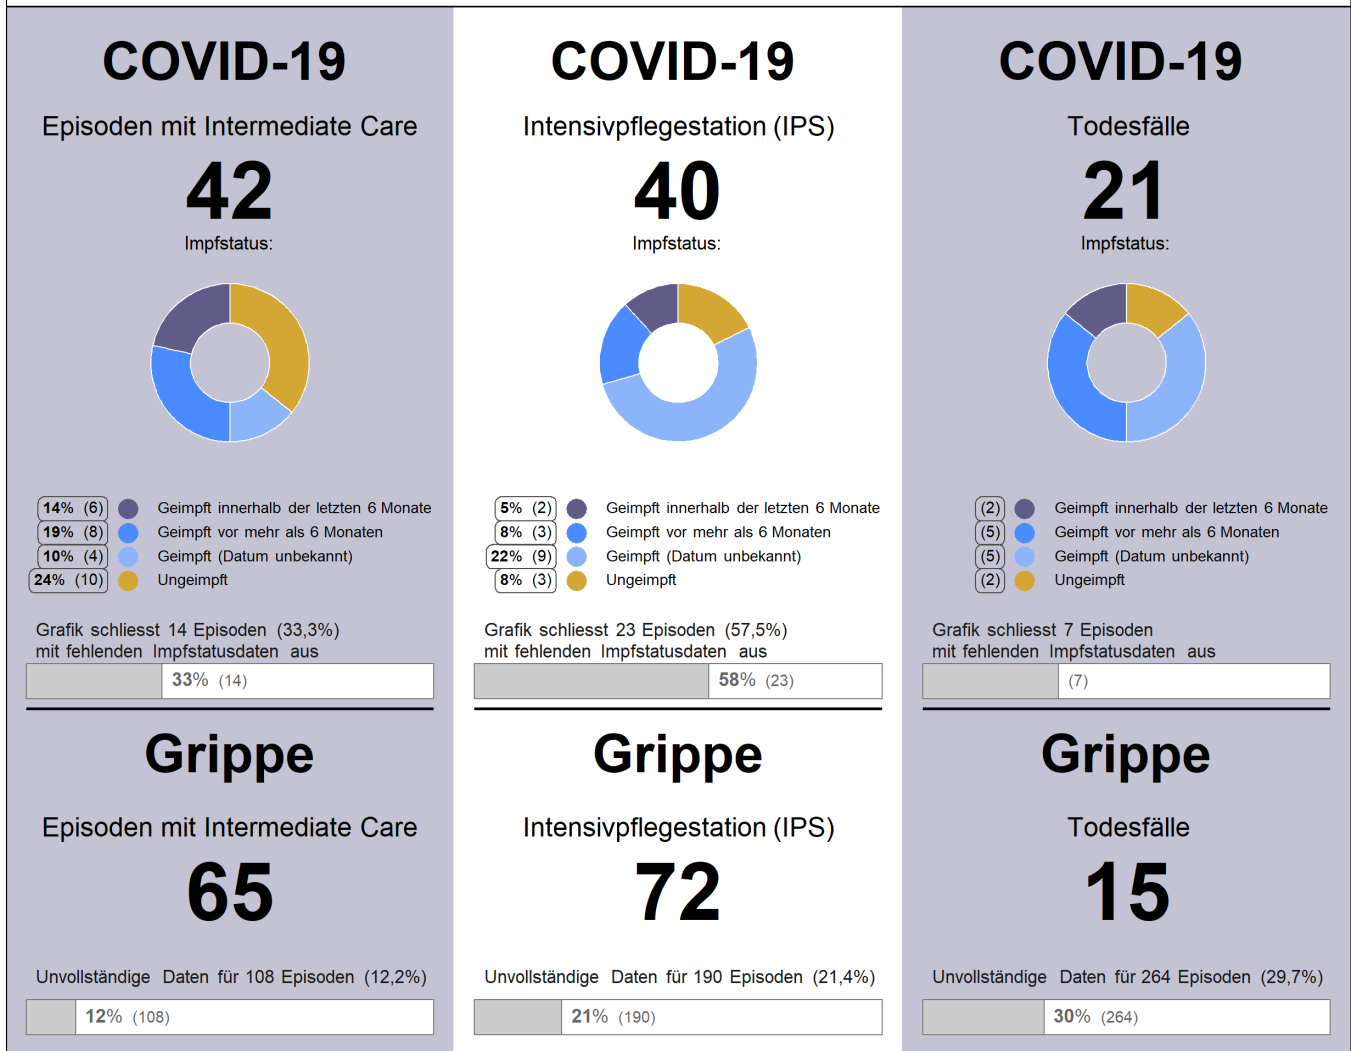 COVID-19
Episoden mit Intermediate Care
42
Impfstatus:
14% (6) Geimpft innerhalb der letzten 6 Monate
19% (8) Geimpft vor mehr als 6 Monaten
10% (4) Geimpft (Datum unbekannt)
24% (10) Ungeimpft
Grafik schliesst 14 Episoden (33,3%)
mit fehlenden Impfstatusdaten aus
33% (14)
COVID-19
Intensivpflegestation (IPS)
40
Impfstatus:
5% (2) Geimpft innerhalb der letzten 6 Monate
8% (3) Geimpft vor mehr als 6 Monaten
22% (9) Geimpft (Datum unbekannt)
8% (3) Ungeimpft
Grafik schliesst 23 Episoden (57,5%)
mit fehlenden Impfstatusdaten aus
58% (23)
COVID-19
Todesfälle
21
Impfstatus:
(2) Geimpft innerhalb der letzten 6 Monate
(5) Geimpft vor mehr als 6 Monaten
(5) Geimpft (Datum unbekannt)
(2) Ungeimpft
Grafik schliesst 7 Episoden
mit fehlenden Impfstatusdaten aus
(7)
Grippe
Episoden mit Intermediate Care
65
Unvollständige Daten für 108 Episoden (12,2%)
12% (108)
Grippe
Intensivpflegestation (IPS)
72
Unvollständige Daten für 190 Episoden (21,4%)
21% (190)
Grippe
Todesfälle
15
Unvollständige Daten für 264 Episoden (29,7%)
30% (264)